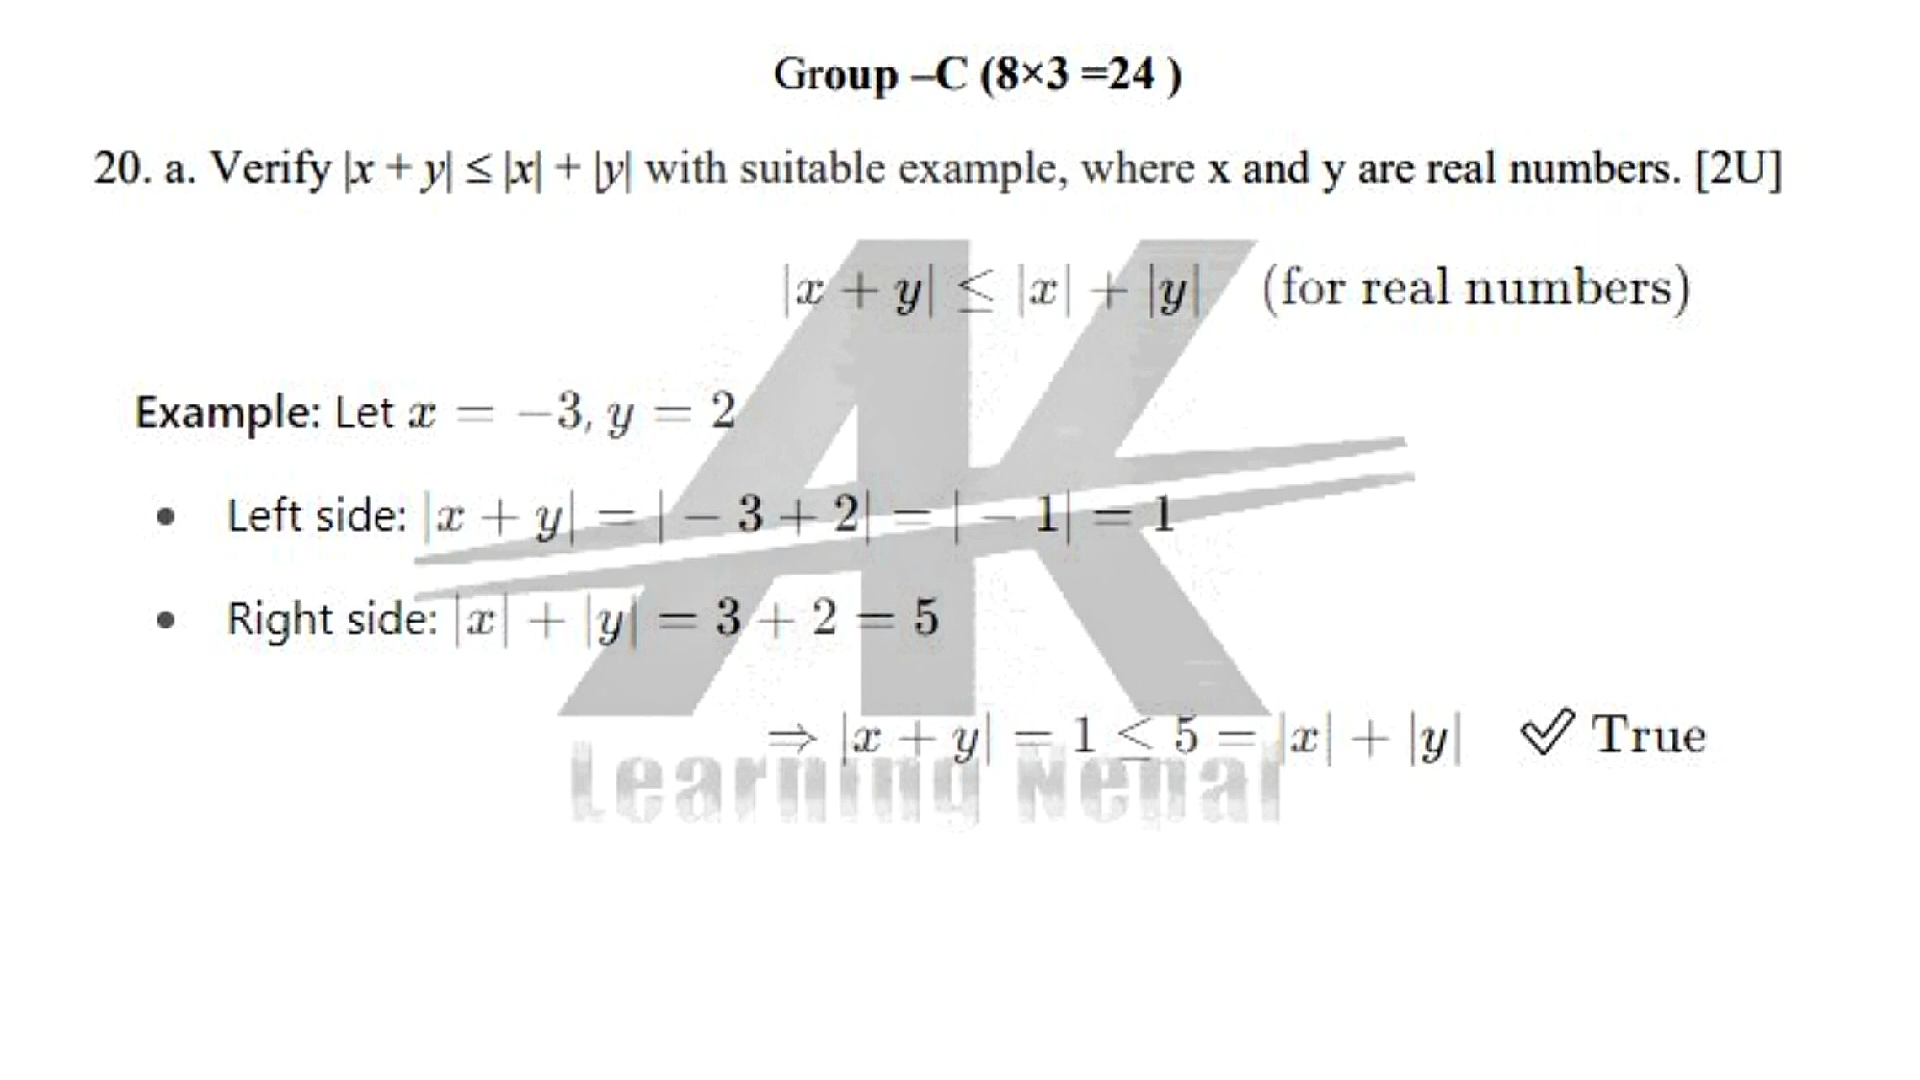 Group –C (8×3 =24 )
20. a. Verify |x + y| ≤ |x| + |y| with suitable example, where x and y are real numbers. [2U]
|x + y| ≤ |x| + |y| (for real numbers)
Example: Let x = −3, y = 2
• Left side: |x + y| = | − 3 + 2| = | − 1| = 1
• Right side: |x| + |y| = 3 + 2 = 5
⇒ |x + y| = 1 ≤ 5 = |x| + |y| ✓ True
AK
Learning Nepal